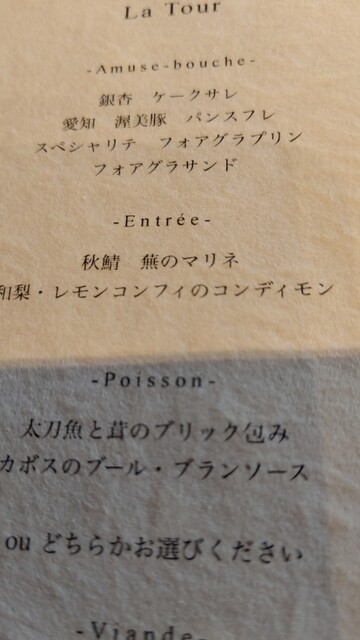 La Tour
-Amuse-bouche-
銀杏　ケークサレ
愛知　渥美豚　パンスフレ
スペシャリテ　フォアグラプリン
フォアグラサンド
-Entrée-
秋鯖　蕪のマリネ
和梨・レモンコンフィのコンディモン
-Poisson-
太刀魚と茸のブリック包み
カボスのブール・ブランソース
ou どちらかお選びください
-Viande-